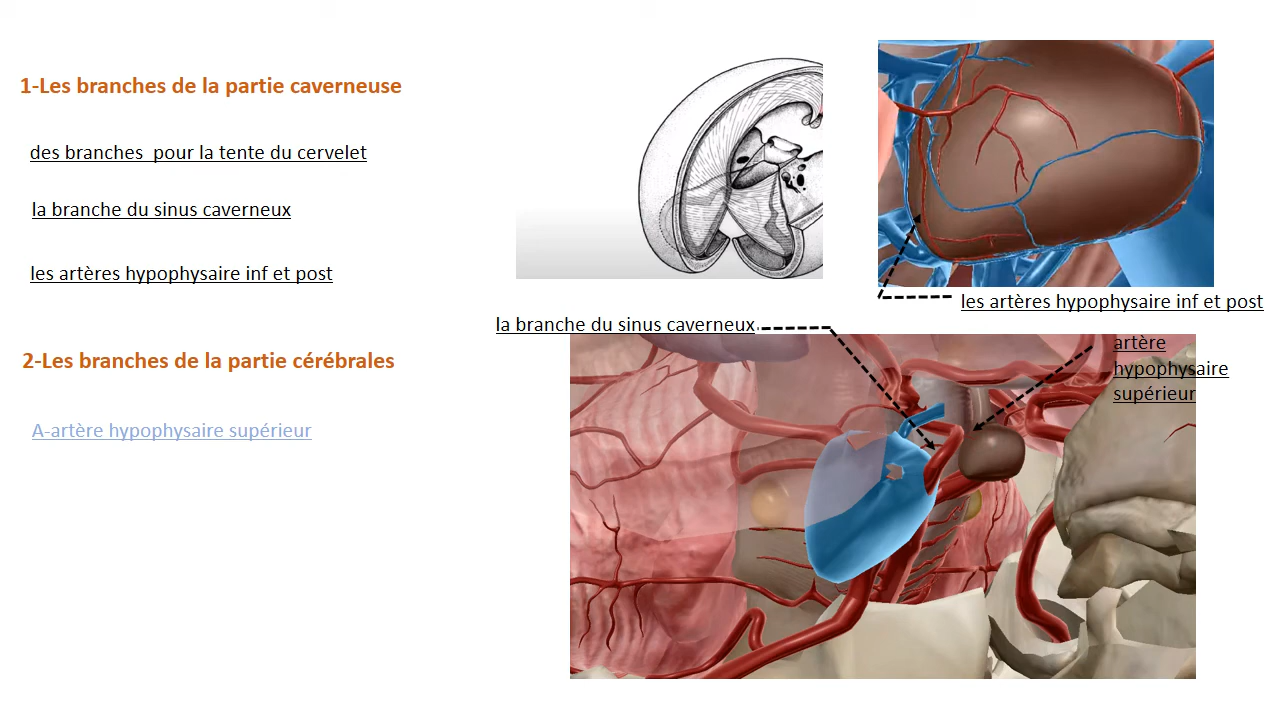 1-Les branches de la partie caverneuse
des branches  pour la tente du cervelet
la branche du sinus caverneux
les artères hypophysaire inf et post
2-Les branches de la partie cérébrales
A-artère hypophysaire supérieur
les artères hypophysaire inf et post
la branche du sinus caverneux
artère
hypophysaire
supérieur